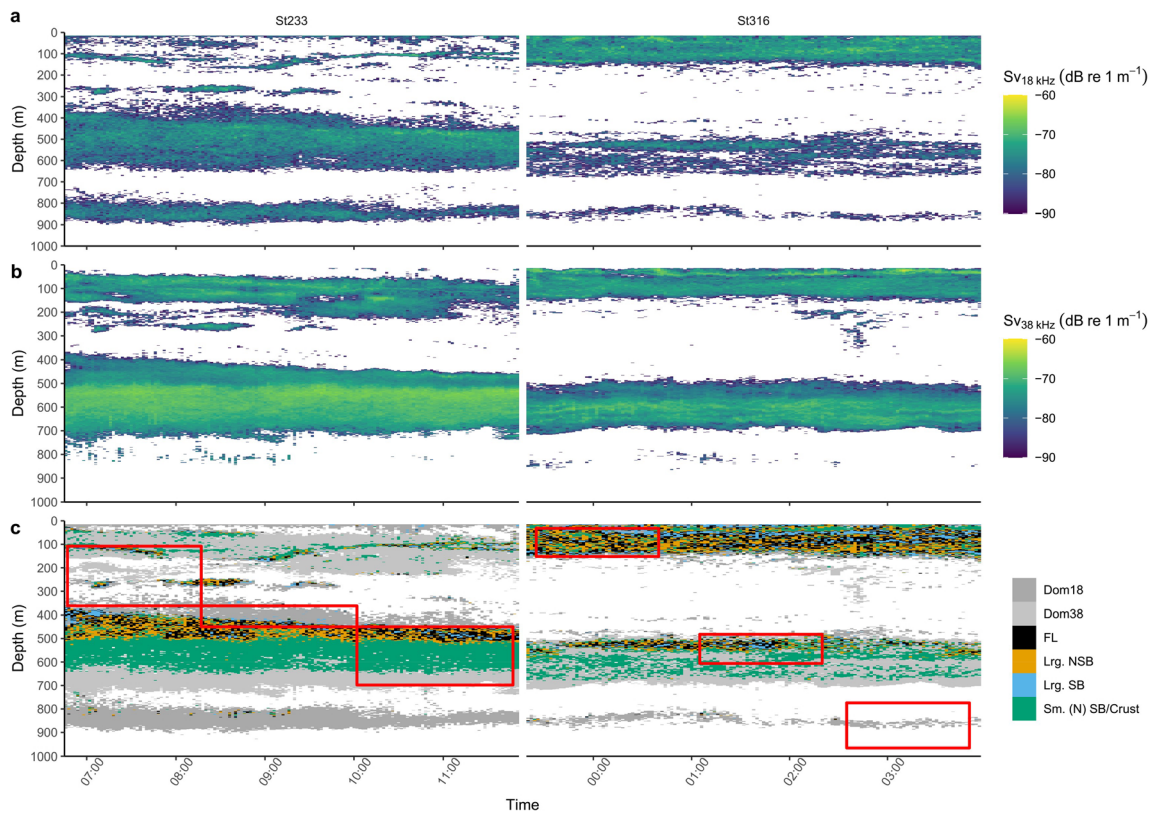 a
St233
St316
0
100
200
300
400
500
600
700
800
900
1000
Depth (m)
Sv18 kHz (dB re 1 m−1)
−60
−70
−80
−90
b
0
100
200
300
400
500
600
700
800
900
1000
Depth (m)
Sv38 kHz (dB re 1 m−1)
−60
−70
−80
−90
c
0
100
200
300
400
500
600
700
800
900
1000
Depth (m)
Dom18
Dom38
FL
Lrg. NSB
Lrg. SB
Sm. (N) SB/Crust
07:00
08:00
09:00
10:00
11:00
00:00
01:00
02:00
03:00
Time